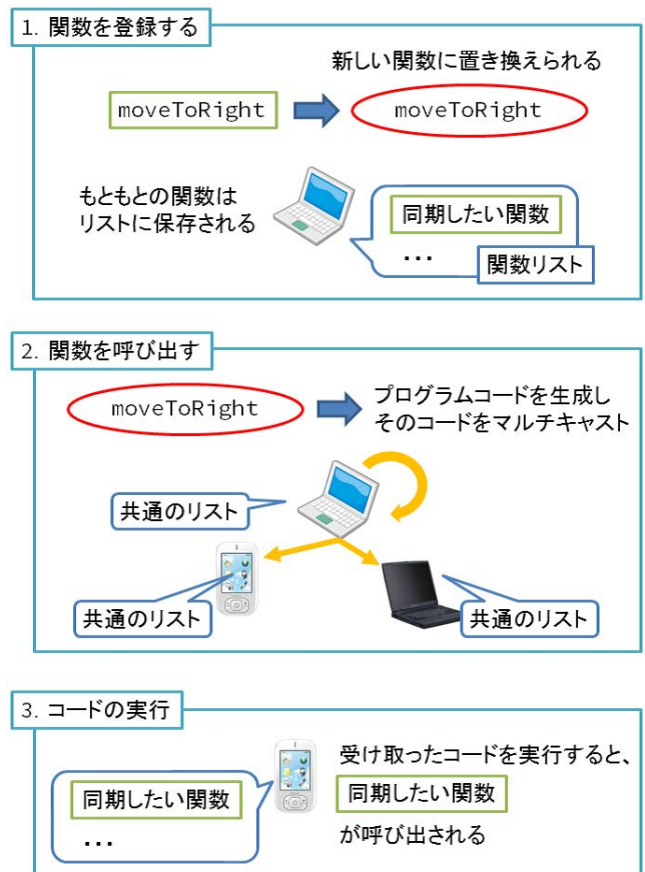 1. 関数を登録する
新しい関数に置き換えられる
moveToRight
moveToRight
もともとの関数は
リストに保存される
同期したい関数
...
関数リスト
2. 関数を呼び出す
moveToRight
プログラムコードを生成し
そのコードをマルチキャスト
共通のリスト
共通のリスト
共通のリスト
3. コードの実行
同期したい関数
...
受け取ったコードを実行すると、
同期したい関数
が呼び出される